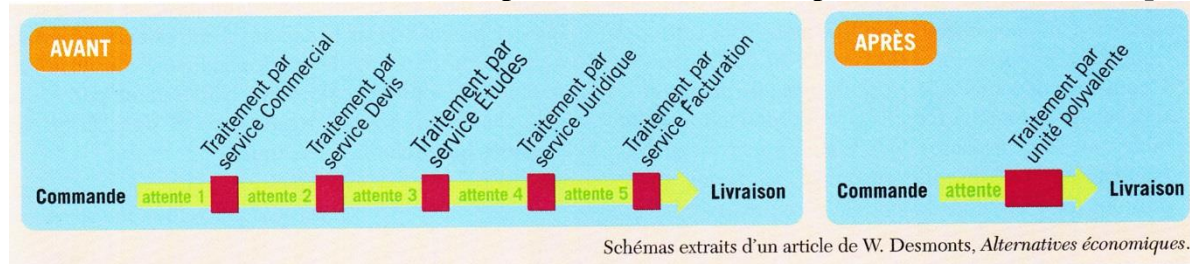 AVANT
Traitement par
service Commercial
Traitement par
service Devis
Traitement par
service Études
Traitement par
service Juridique
Traitement par
service Facturation
Commande
attente 1
attente 2
attente 3
attente 4
attente 5
Livraison
APRÈS
Traitement par
unité polyvalente
Commande
attente
Livraison
Schémas extraits d'un article de W. Desmonts, Alternatives économiques.